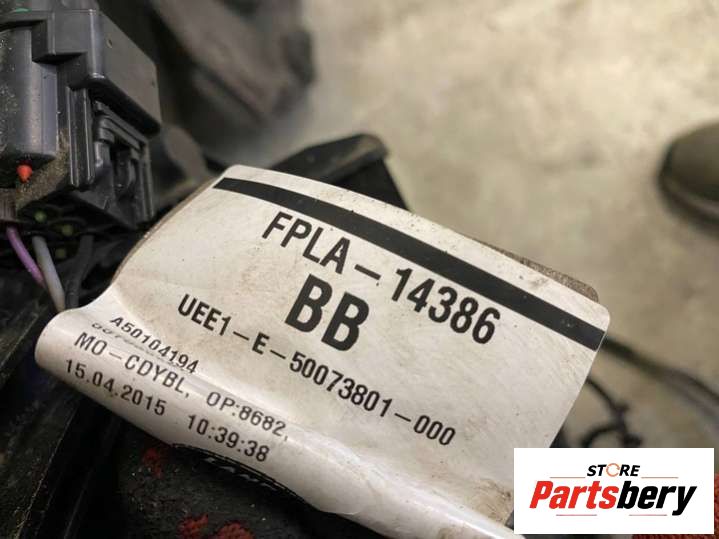 FPLA-14386
BB
UEE1-E-50073801-000
A50104194
MO-CDYBL, OP:8682,
15.04.2015 10:39:38
STORE
Partsbery